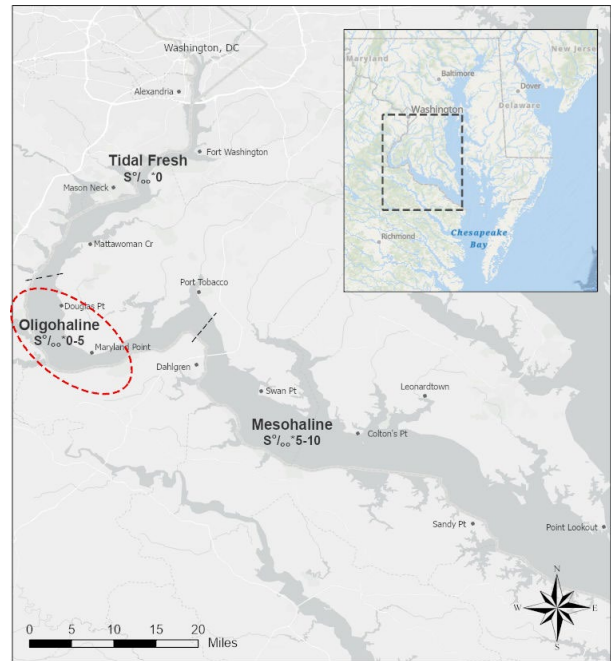 Washington, DC
Alexandria
Fort Washington
Tidal Fresh
S°/₀₀*0
Mason Neck
Mattawoman Cr
Port Tobacco
Douglas Pt
Oligohaline
S°/₀₀*0-5
Maryland Point
Dahlgren
Swan Pt
Leonardtown
Mesohaline
S°/₀₀*5-10
Colton's Pt
Sandy Pt
Point Lookout
Maryland
New Jersey
Baltimore
Dover
Washington
Delaware
Chesapeake
Bay
Richmond
N
W
E
S
0 5 10 15 20
Miles